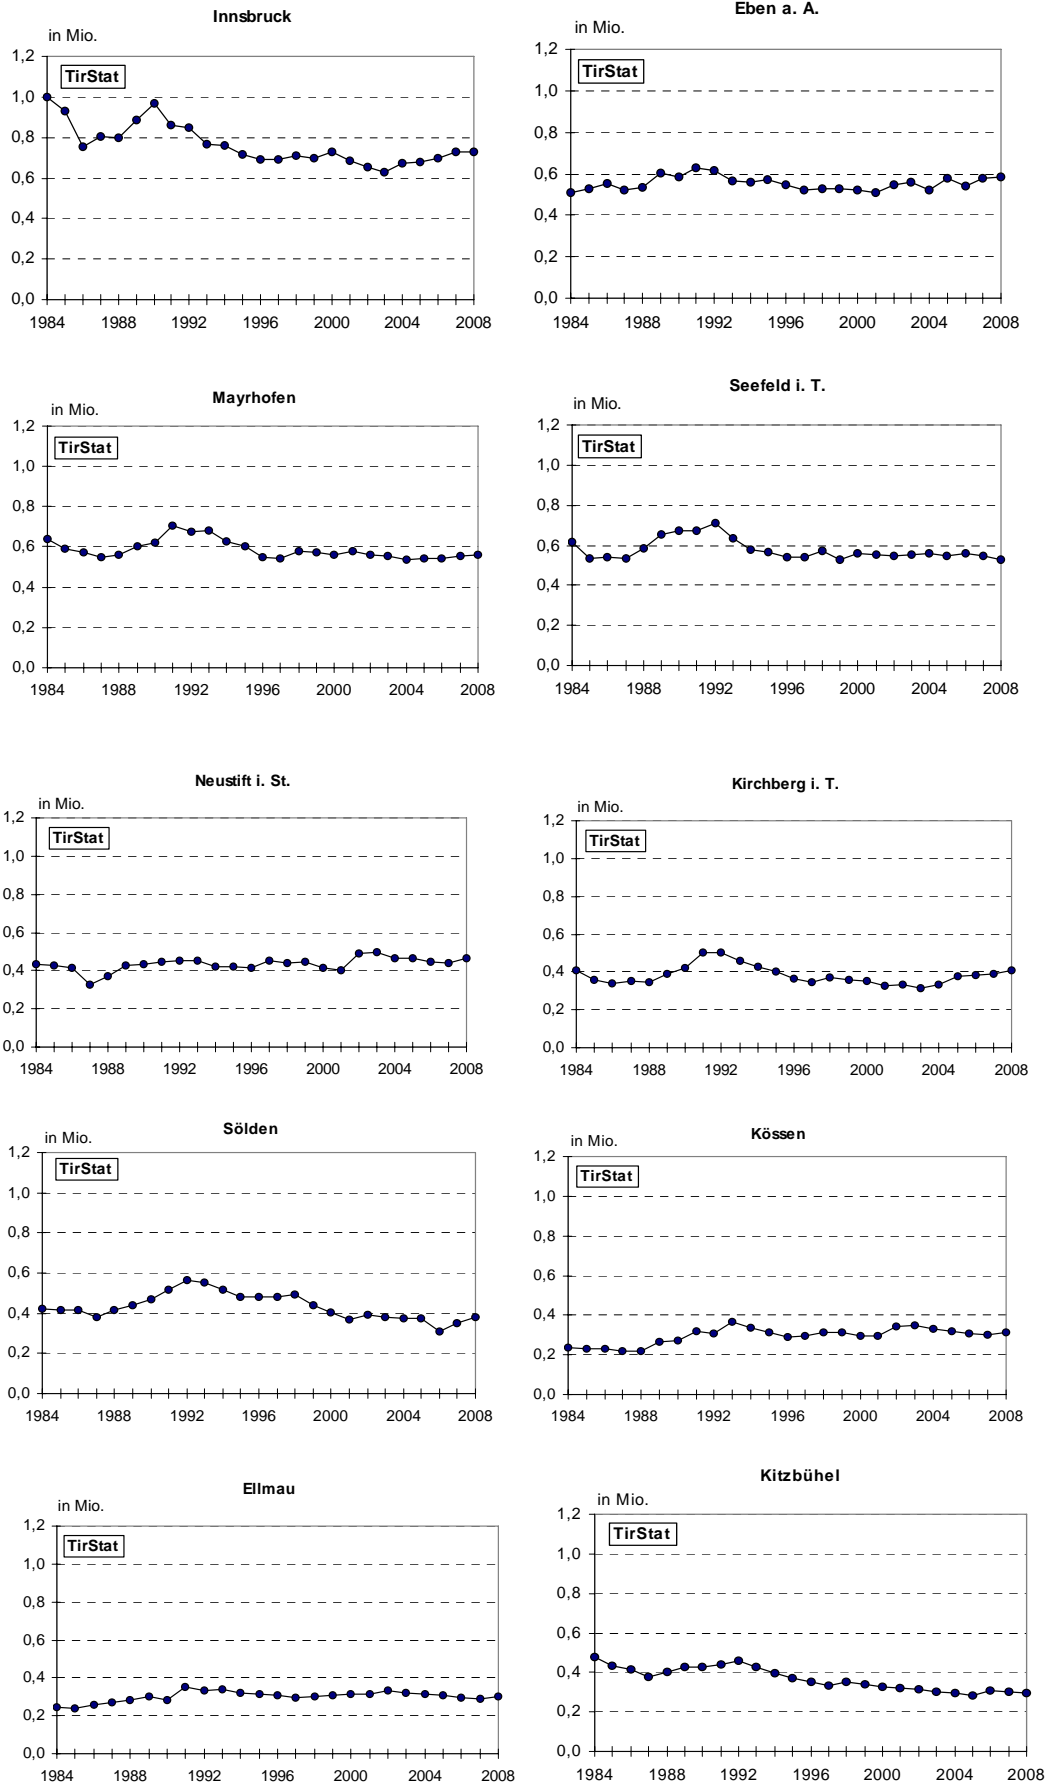 Innsbruck
in Mio.
TirStat
1,2
1,0
0,8
0,6
0,4
0,2
0,0
1984 1988 1992 1996 2000 2004 2008
Eben a. A.
in Mio.
TirStat
1,2
1,0
0,8
0,6
0,4
0,2
0,0
1984 1988 1992 1996 2000 2004 2008
Mayrhofen
in Mio.
TirStat
1,2
1,0
0,8
0,6
0,4
0,2
0,0
1984 1988 1992 1996 2000 2004 2008
Seefeld i. T.
in Mio.
TirStat
1,2
1,0
0,8
0,6
0,4
0,2
0,0
1984 1988 1992 1996 2000 2004 2008
Neustift i. St.
in Mio.
TirStat
1,2
1,0
0,8
0,6
0,4
0,2
0,0
1984 1988 1992 1996 2000 2004 2008
Kirchberg i. T.
in Mio.
TirStat
1,2
1,0
0,8
0,6
0,4
0,2
0,0
1984 1988 1992 1996 2000 2004 2008
Sölden
in Mio.
TirStat
1,2
1,0
0,8
0,6
0,4
0,2
0,0
1984 1988 1992 1996 2000 2004 2008
Kössen
in Mio.
TirStat
1,2
1,0
0,8
0,6
0,4
0,2
0,0
1984 1988 1992 1996 2000 2004 2008
Ellmau
in Mio.
TirStat
1,2
1,0
0,8
0,6
0,4
0,2
0,0
1984 1988 1992 1996 2000 2004 2008
Kitzbühel
in Mio.
TirStat
1,2
1,0
0,8
0,6
0,4
0,2
0,0
1984 1988 1992 1996 2000 2004 2008